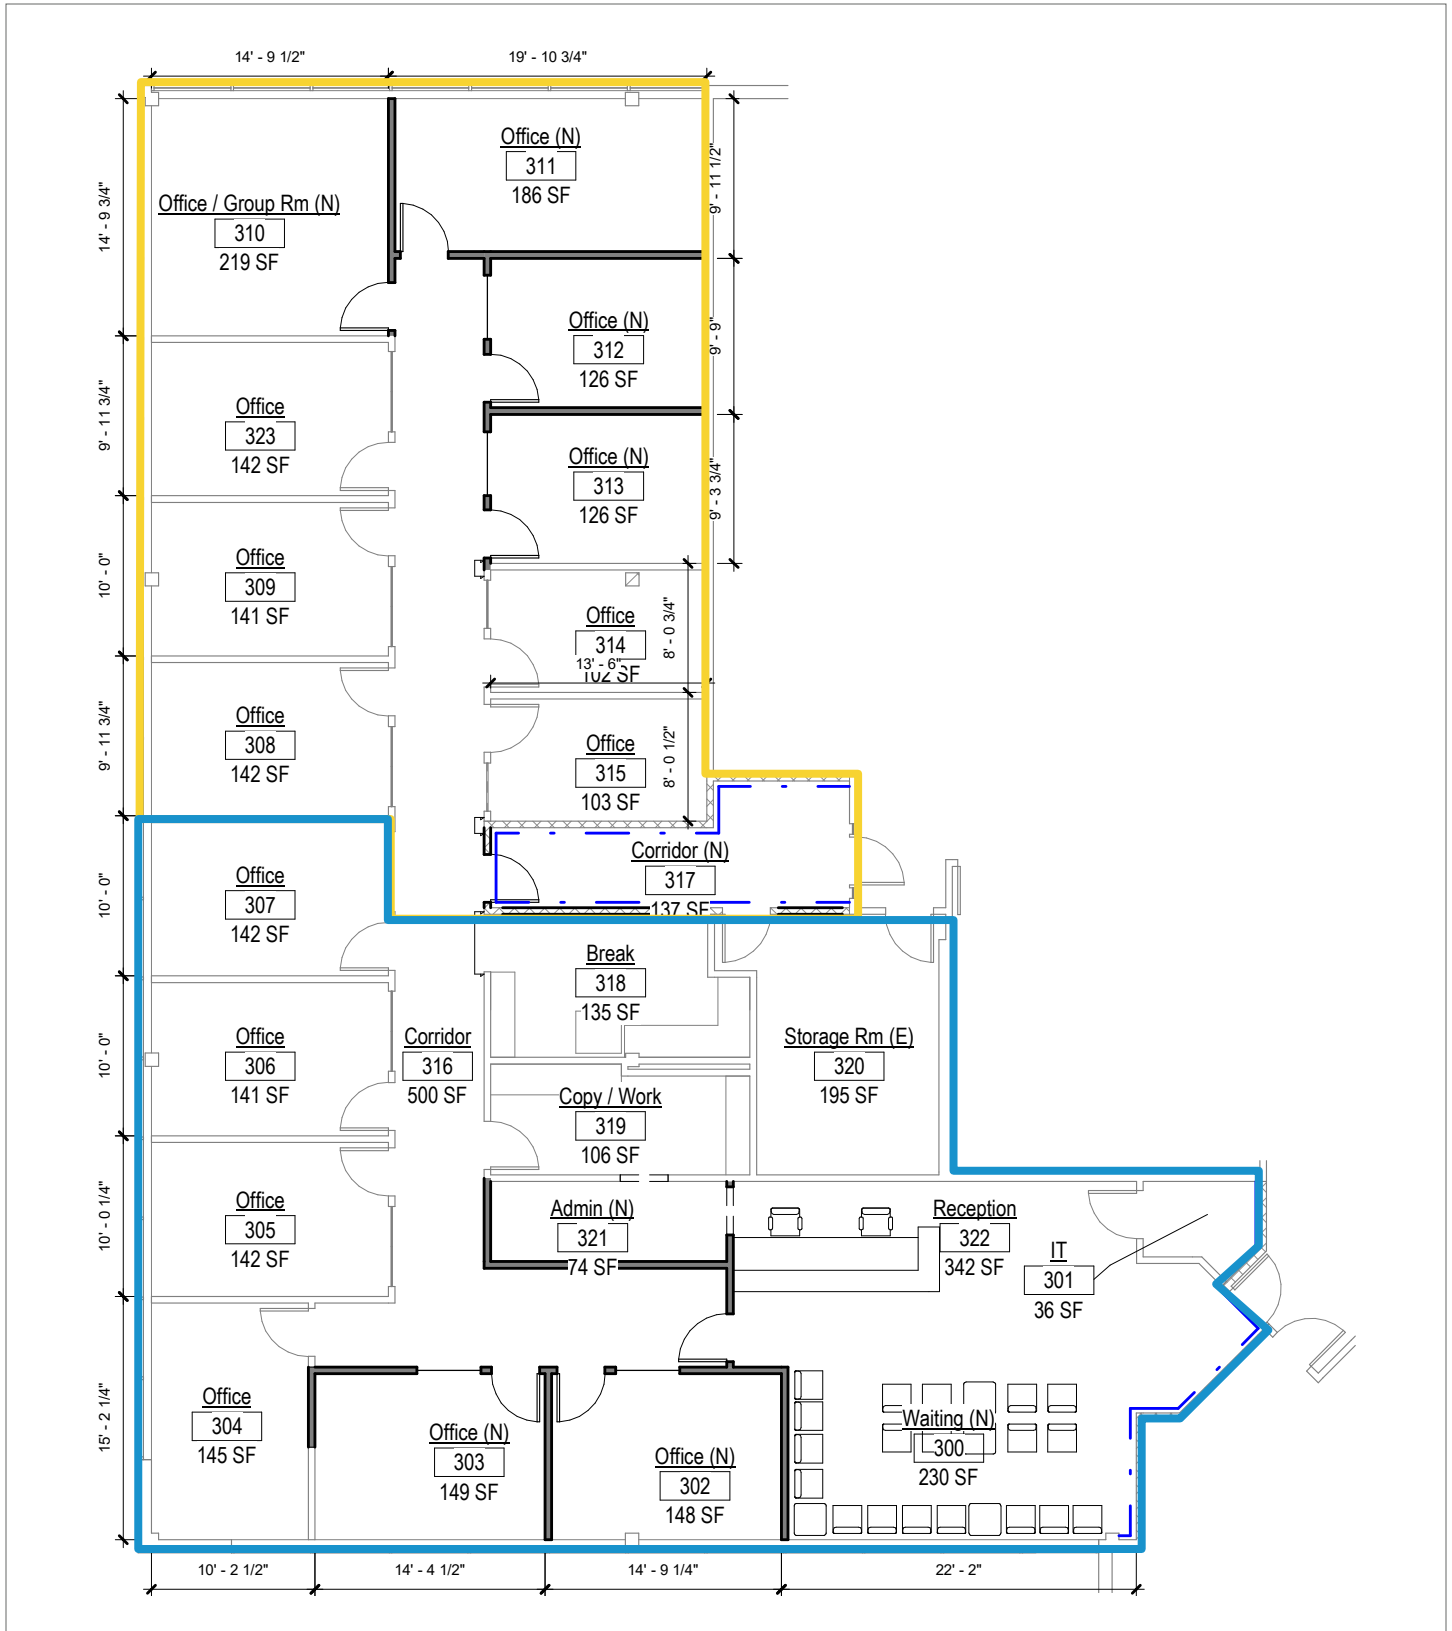 14' - 9 1/2"
19' - 10 3/4"
14' - 9 3/4"
9' - 11 3/4"
10' - 0"
9' - 11 3/4"
10' - 0"
10' - 0"
10' - 0 1/4"
15' - 2 1/4"
Office / Group Rm (N)
310
219 SF
Office (N)
311
186 SF
9' - 11 1/2"
Office (N)
312
126 SF
9' - 9"
Office
323
142 SF
Office (N)
313
126 SF
9' - 3 3/4"
Office
309
141 SF
Office
314
102 SF
13' - 6"
8' - 0 3/4"
Office
308
142 SF
Office
315
103 SF
8' - 0 1/2"
Corridor (N)
317
137 SF
Office
307
142 SF
Break
318
135 SF
Office
306
141 SF
Corridor
316
500 SF
Storage Rm (E)
320
195 SF
Copy / Work
319
106 SF
Office
305
142 SF
Admin (N)
321
74 SF
Reception
322
342 SF
IT
301
36 SF
Office
304
145 SF
Office (N)
303
149 SF
Office (N)
302
148 SF
Waiting (N)
300
230 SF
10' - 2 1/2"
14' - 4 1/2"
14' - 9 1/4"
22' - 2"